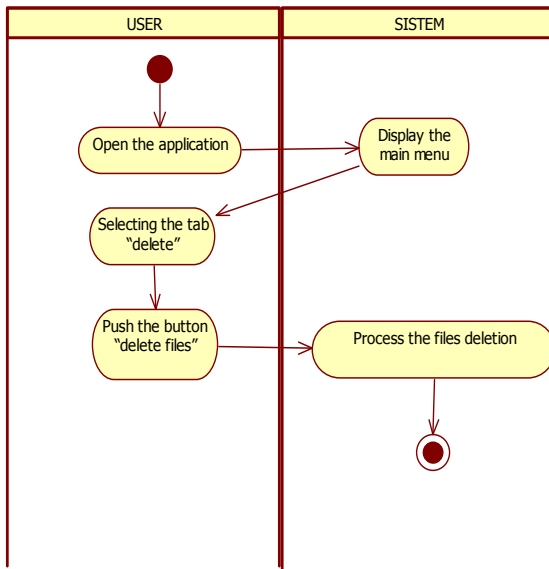 USER
SISTEM
Open the application
Display the
main menu
Selecting the tab
“delete”
Push the button
“delete files”
Process the files deletion